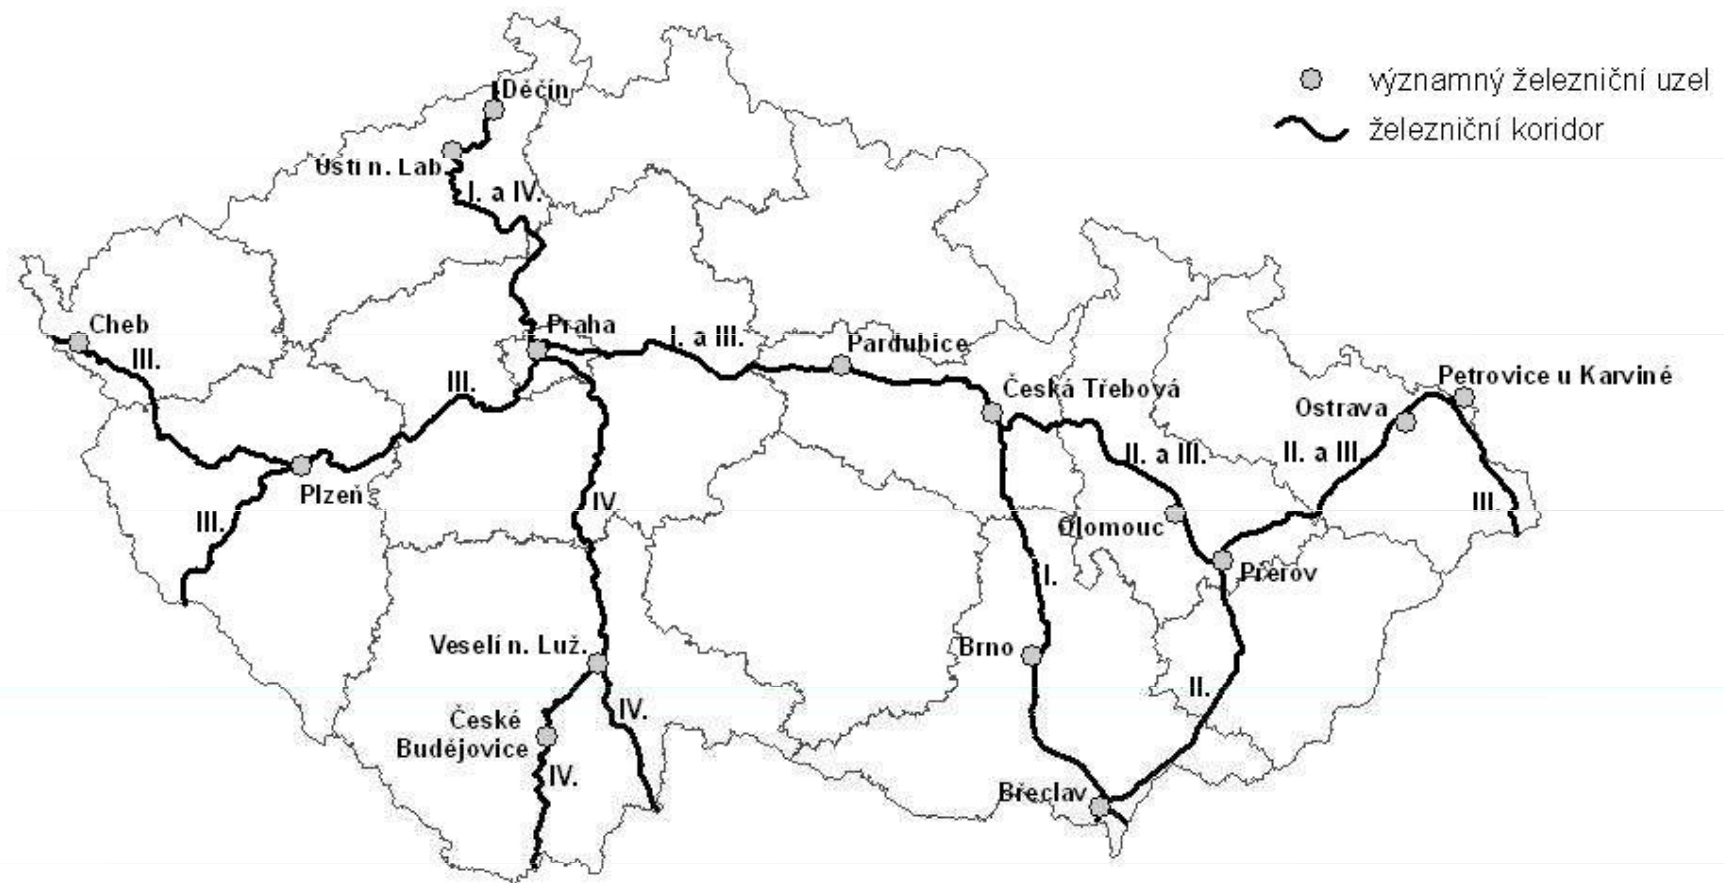 Děčín
významný železniční uzel
železniční koridor
Ústí n. Lab.
I. a IV.
Cheb
III.
Praha
I. a III.
Pardubice
III.
Česká Třebová
Petrovice u Karviné
Ostrava
II. a III.
II. a III.
Plzeň
III.
IV.
III.
Olomouc
I.
Přerov
Veselí n. Luž.
Brno
II.
IV.
České
Budějovice
IV.
Břeclav